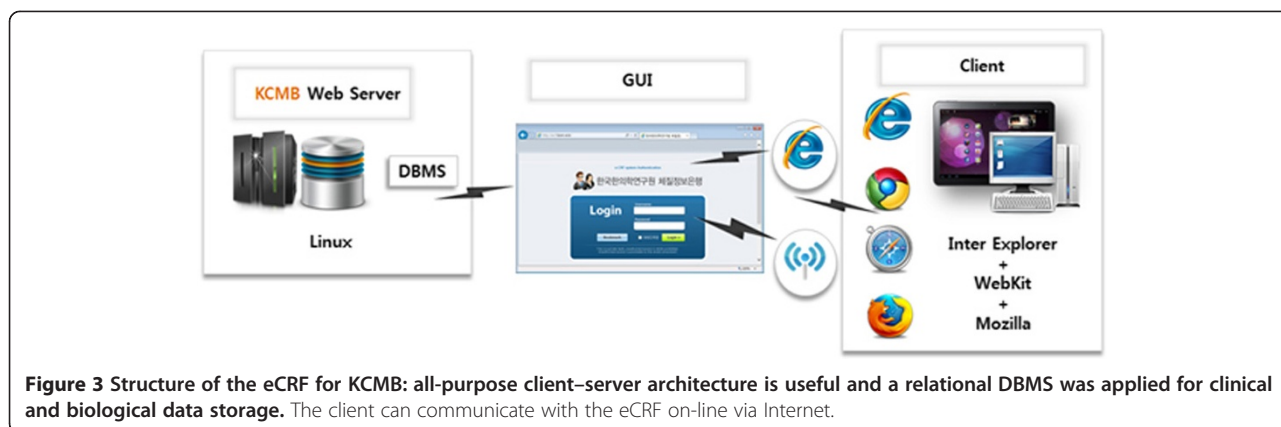 KCMB Web Server
DBMS
Linux
GUI
한국한의학연구원 체질정보은행
Login
Client
Inter Explorer
+
WebKit
+
Mozilla
Figure 3 Structure of the eCRF for KCMB: all-purpose client–server architecture is useful and a relational DBMS was applied for clinical
and biological data storage. The client can communicate with the eCRF on-line via Internet.